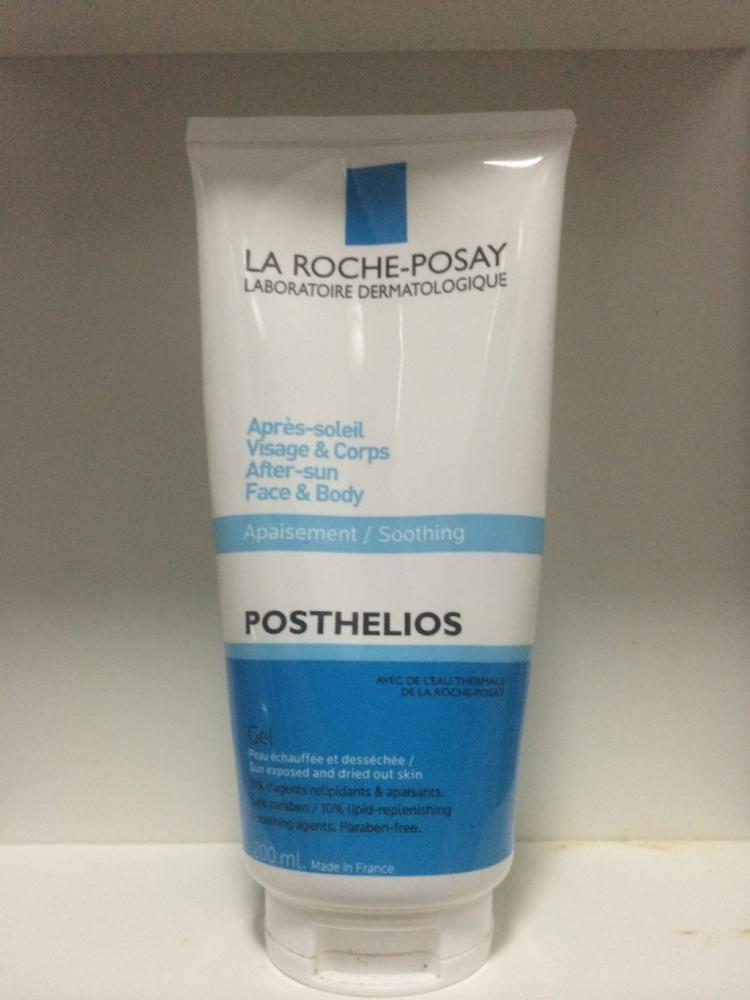 LA ROCHE-POSAY
LABORATOIRE DERMATOLOGIQUE
Après-soleil
Visage & Corps
After-sun
Face & Body
Apaisement / Soothing
POSTHELIOS
AVEC DE L'EAU THERMALE
DE LA ROCHE-POSAY
Gel
Peau échauffée et desséchée /
Sun exposed and dried out skin
10% d'agents relipidants & apaisants.
Sans paraben / 10% lipid-replenishing
& soothing agents. Paraben-free.
200 ml. Made in France